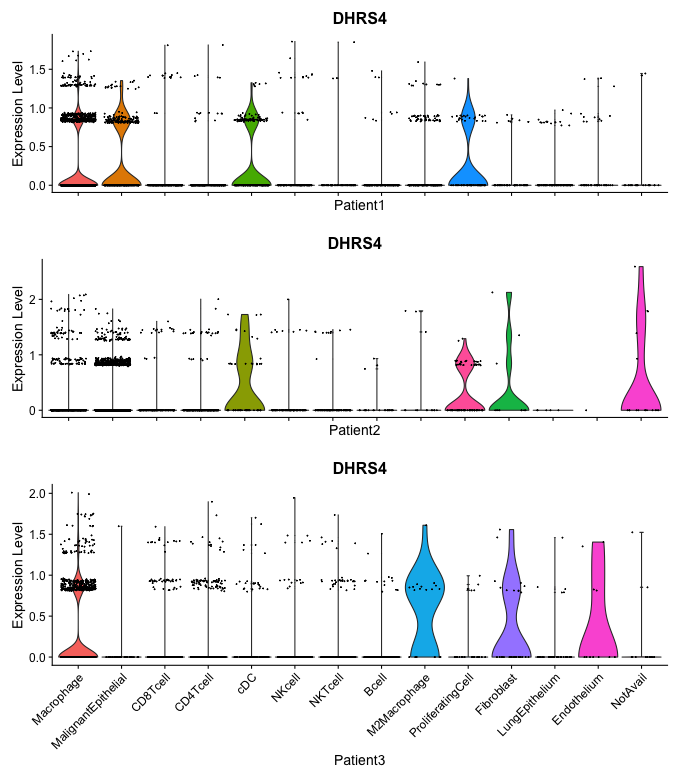 DHRS4
Expression Level
1.5
1.0
0.5
0.0
Patient1
DHRS4
Expression Level
2
1
0
Patient2
DHRS4
Expression Level
2.0
1.5
1.0
0.5
0.0
Macrophage
MalignantEpithelial
CD8Tcell
CD4Tcell
cDC
NKcell
NKTcell
Bcell
M2Macrophage
ProliferatingCell
Fibroblast
LungEpithelium
Endothelium
NotAvail
Patient3